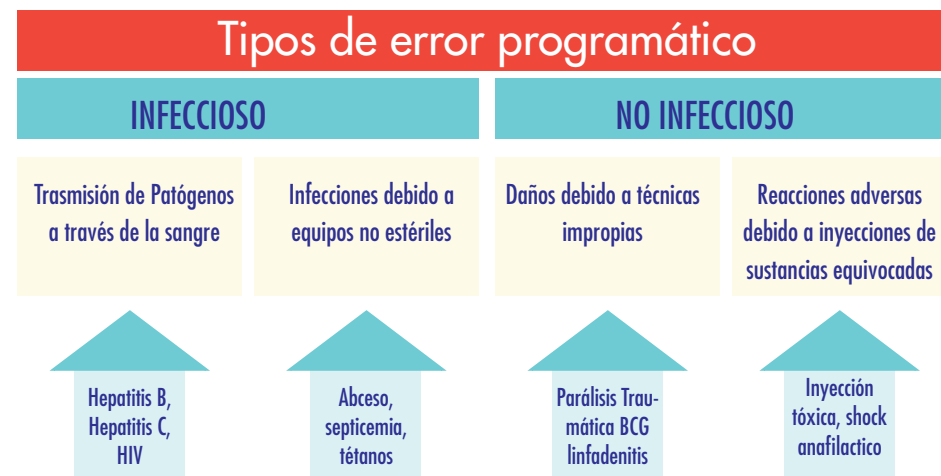 Tipos de error programático
INFECCIOSO
NO INFECCIOSO
Trasmisión de Patógenos
a través de la sangre
Infecciones debido a
equipos no estériles
Daños debido a técnicas
impropias
Reacciones adversas
debido a inyecciones de
sustancias equivocadas
Hepatitis B,
Hepatitis C,
HIV
Abceso,
septicemia,
tétanos
Parálisis Trau-
mática BCG
linfadenitis
Inyección
tóxica, shock
anafilactico